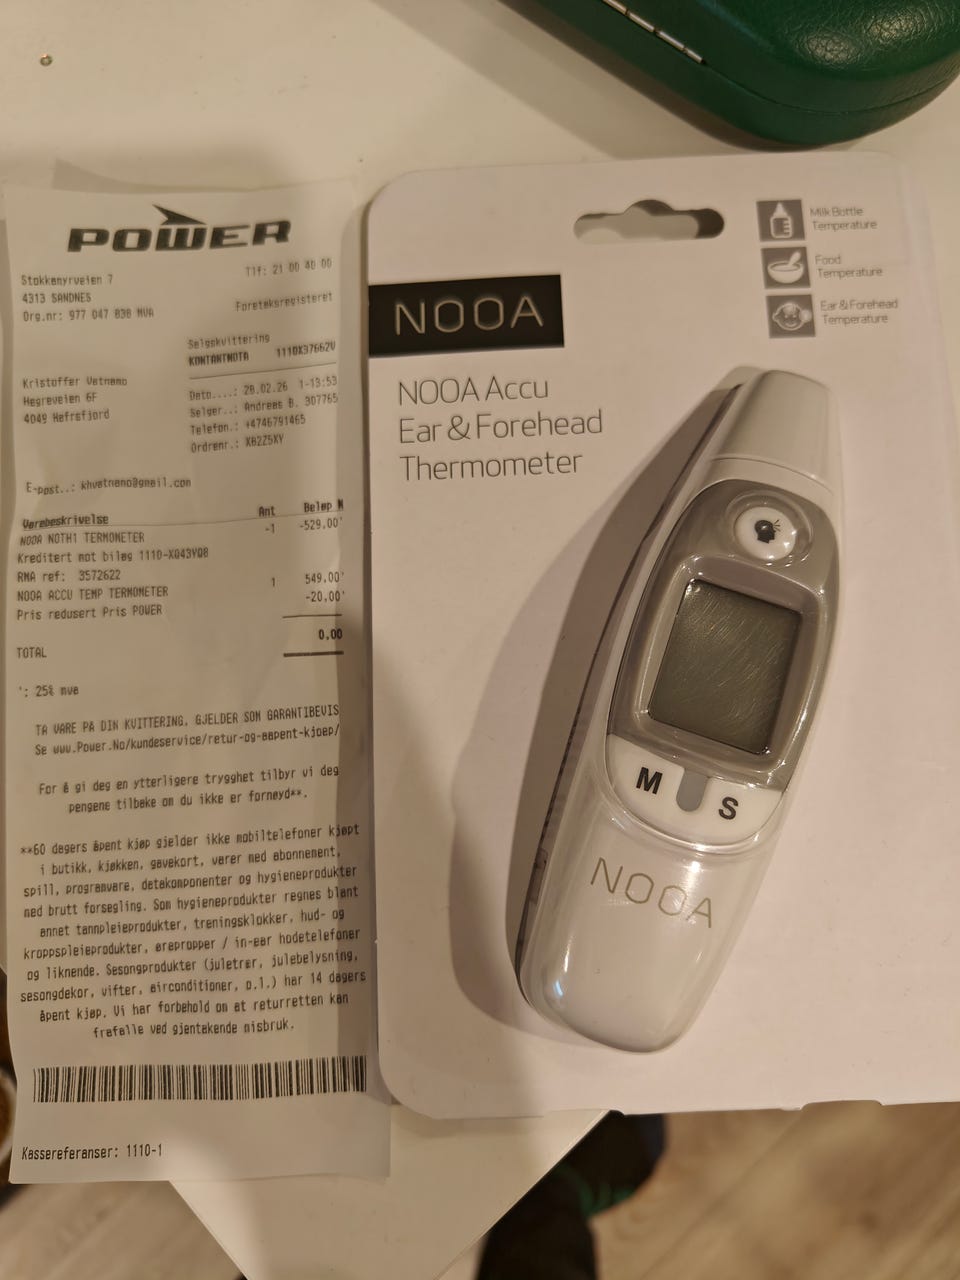 POWER
Stokkamyrveien 7
Tlf: 21 00 40 00
4313 SANDNES
Foretaksregisteret
Org.nr: 977 047 838 MVA
Salgskvittering
KONTANTNOTA 1110X37662V
Kristoffer Vatnamo
Hegreveien 6F
4049 Hafrsfjord
Dato....: 28.02.26 1-13:53
Selger..: Andreas B. 307765
Telefon.: +4746791465
Ordrenr.: XB2Z5XY
E-post..: khvatnamo@gmail.com
Varebeskrivelse Ant Beløp M
NOOA NOTH1 TERMOMETER -1 -529,00'
Kreditert mot bilag 1110-XQ43VQ8
RMA ref: 3572622
NOOA ACCU TEMP TERMOMETER 1 549,00'
Pris redusert Pris POWER -20,00'
TOTAL 0,00
': 25% mva
TA VARE PÅ DIN KVITTERING, GJELDER SOM GARANTIBEVIS
Se www.Power.No/kundeservice/retur-og-aapent-kjoep/
For å gi deg en ytterligere trygghet tilbyr vi deg
pengene tilbake om du ikke er fornøyd**.
**60 dagers åpent kjøp gjelder ikke mobiltelefoner kjøpt
i butikk, kjøkken, gavekort, varer med abonnement,
spill, programvare, datakomponenter og hygieneprodukter
med brutt forsegling. Som hygieneprodukter regnes blant
annet tannpleieprodukter, treningsklokker, hud- og
kroppspleieprodukter, ørepropper / in-ear hodetelefoner
og liknende. Sesongprodukter (juletrær, julebelysning,
sesongdekor, vifter, airconditioner, o.l.) har 14 dagers
åpent kjøp. Vi har forbehold om at returretten kan
frafalle ved gjentakende misbruk.
Kassereferanser: 1110-1
Milk Bottle
Temperature
Food
Temperature
Ear & Forehead
Temperature
NOOA
NOOA Accu
Ear & Forehead
Thermometer
M S
NOOA